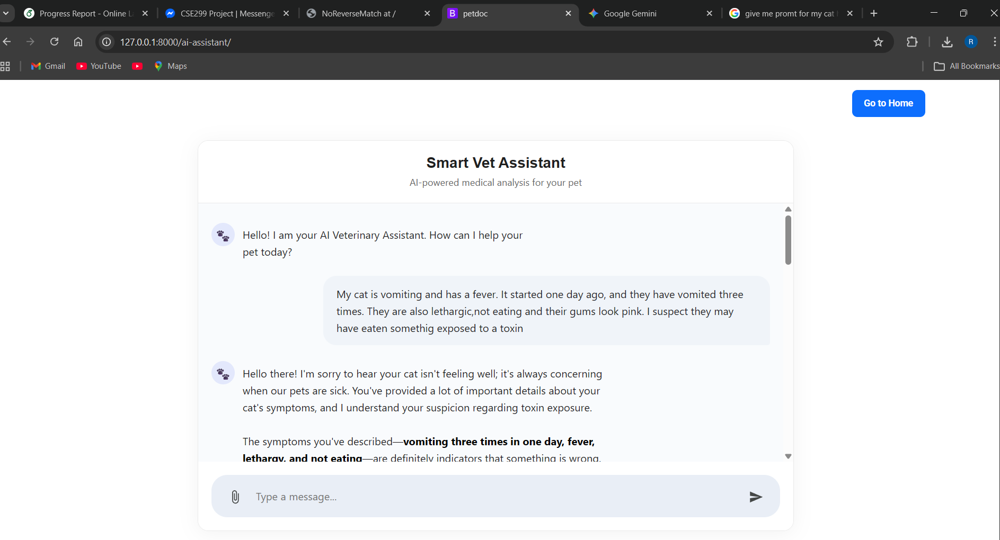 Progress Report - Online La
CSE299 Project | Messenge
NoReverseMatch at /
petdoc
Google Gemini
give me promt for my cat
127.0.0.1:8000/ai-assistant/
R
Gmail
YouTube
Maps
All Bookmarks
Go to Home
Smart Vet Assistant
AI-powered medical analysis for your pet
Hello! I am your AI Veterinary Assistant. How can I help your
pet today?
My cat is vomiting and has a fever. It started one day ago, and they have vomited three
times. They are also lethargic,not eating and their gums look pink. I suspect they may
have eaten somethig exposed to a toxin
Hello there! I'm sorry to hear your cat isn't feeling well; it's always concerning
when our pets are sick. You've provided a lot of important details about your
cat's symptoms, and I understand your suspicion regarding toxin exposure.
The symptoms you've described—vomiting three times in one day, fever,
lethargy, and not eating—are definitely indicators that something is wrong.
Type a message...